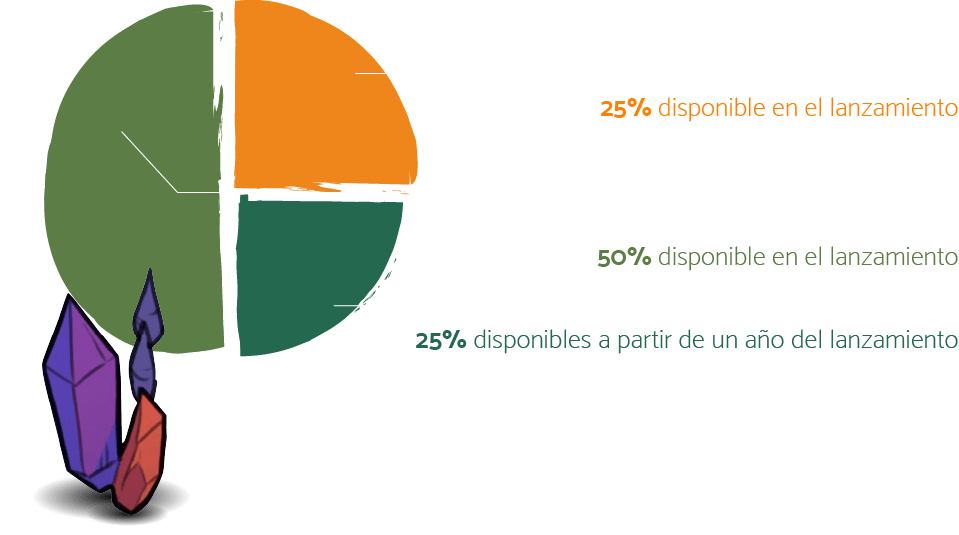 25% disponible en el lanzamiento
50% disponible en el lanzamiento
25% disponibles a partir de un año del lanzamiento